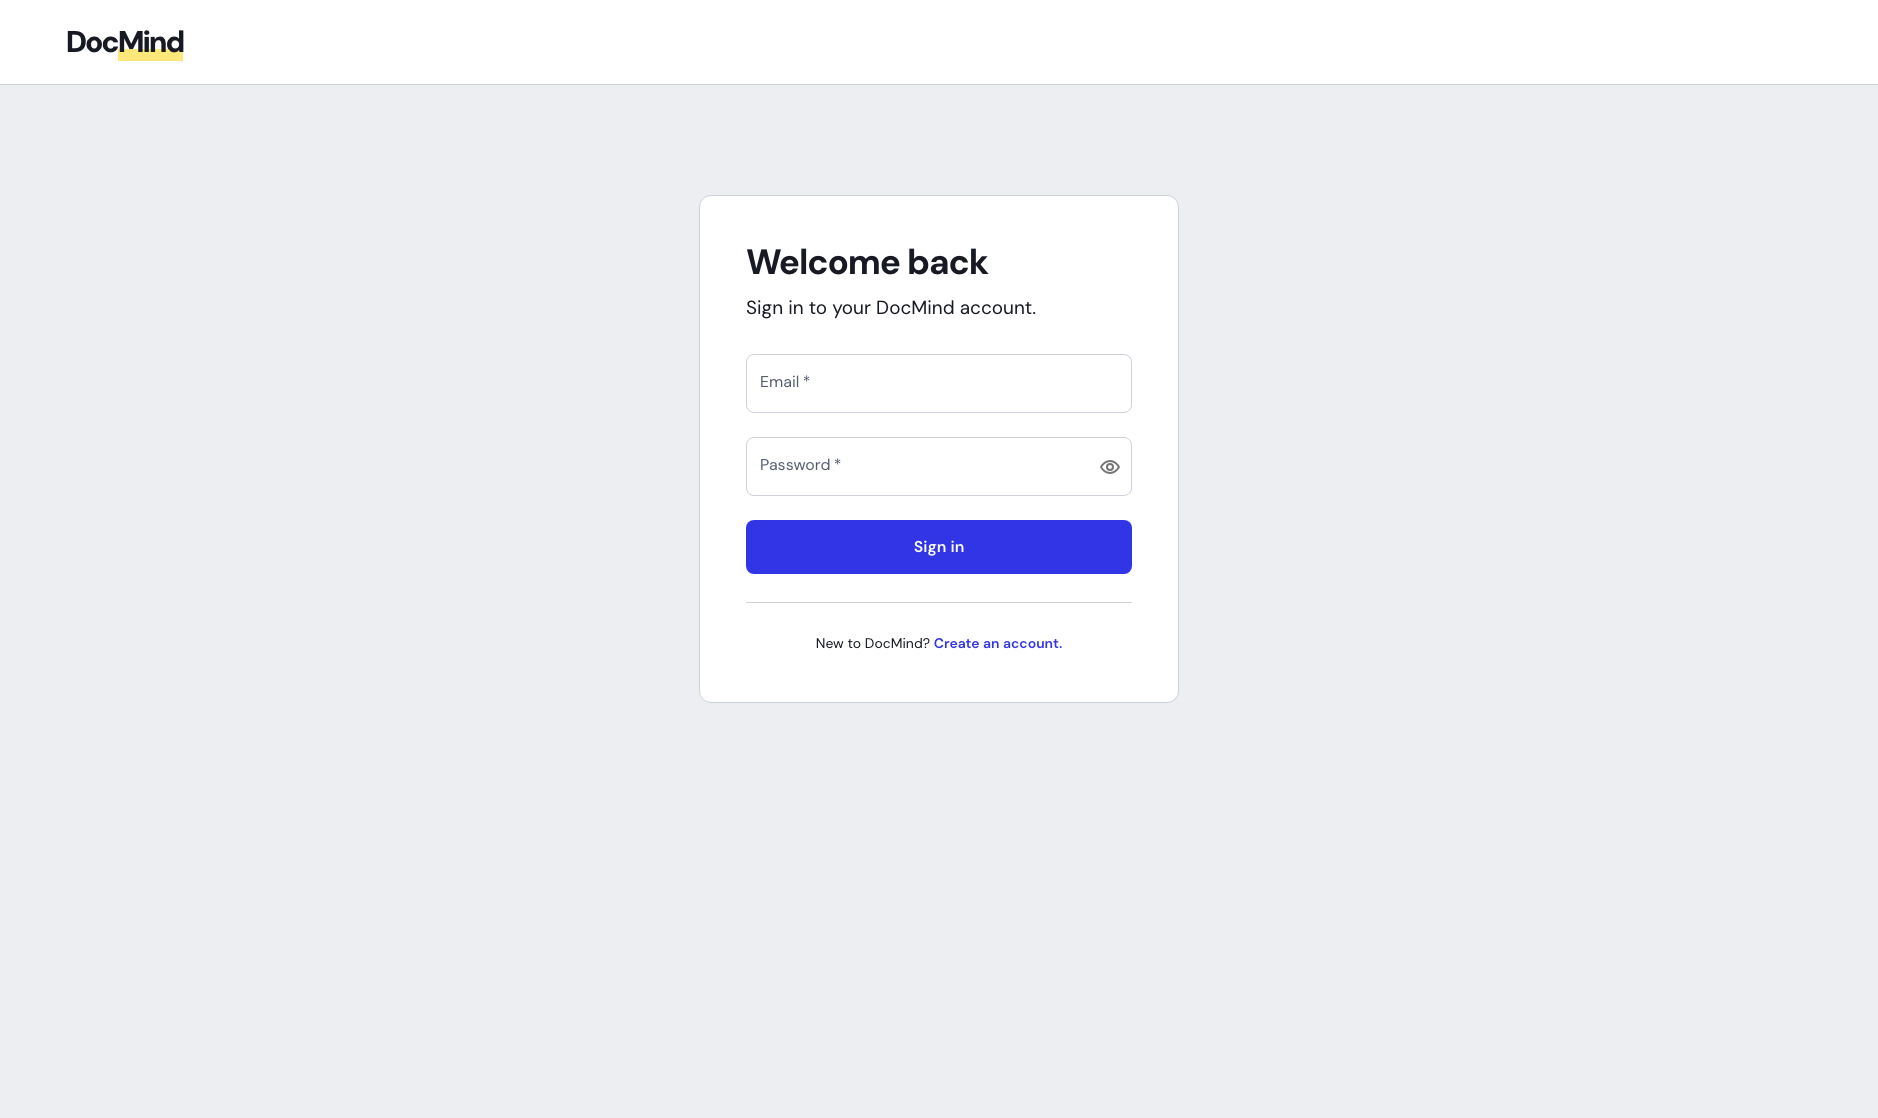 DocMind
Welcome back
Sign in to your DocMind account.
Email *
Password *
Sign in
New to DocMind? Create an account.